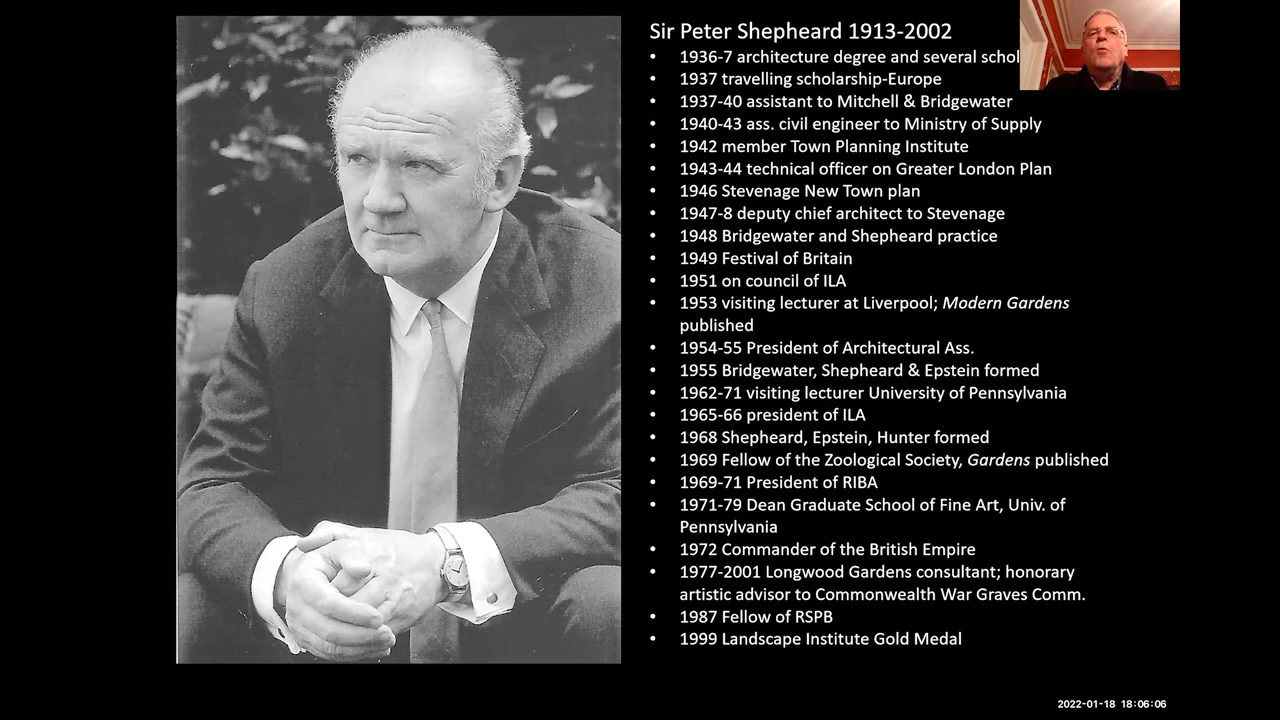 Sir Peter Shepheard 1913-2002
• 1936-7 architecture degree and several
• 1937 travelling scholarship-Europe
• 1937-40 assistant to Mitchell & Bridgewater
• 1940-43 ass. civil engineer to Ministry of Supply
• 1942 member Town Planning Institute
• 1943-44 technical officer on Greater London Plan
• 1946 Stevenage New Town plan
• 1947-8 deputy chief architect to Stevenage
• 1948 Bridgewater and Shepheard practice
• 1949 Festival of Britain
• 1951 on council of ILA
• 1953 visiting lecturer at Liverpool; Modern Gardens
published
• 1954-55 President of Architectural Ass.
• 1955 Bridgewater, Shepheard & Epstein formed
• 1962-71 visiting lecturer University of Pennsylvania
• 1965-66 president of ILA
• 1968 Shepheard, Epstein, Hunter formed
• 1969 Fellow of the Zoological Society, Gardens published
• 1969-71 President of RIBA
• 1971-79 Dean Graduate School of Fine Art, Univ. of
Pennsylvania
• 1972 Commander of the British Empire
• 1977-2001 Longwood Gardens consultant; honorary
artistic advisor to Commonwealth War Graves Comm.
• 1987 Fellow of RSPB
• 1999 Landscape Institute Gold Medal
2022-01-18 18:06:06